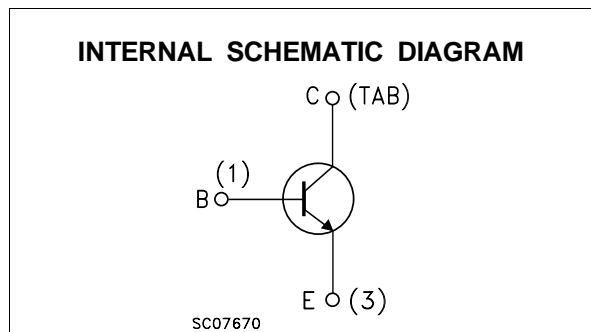 INTERNAL SCHEMATIC DIAGRAM
C (TAB)
(1)
B
E (3)
SC07670